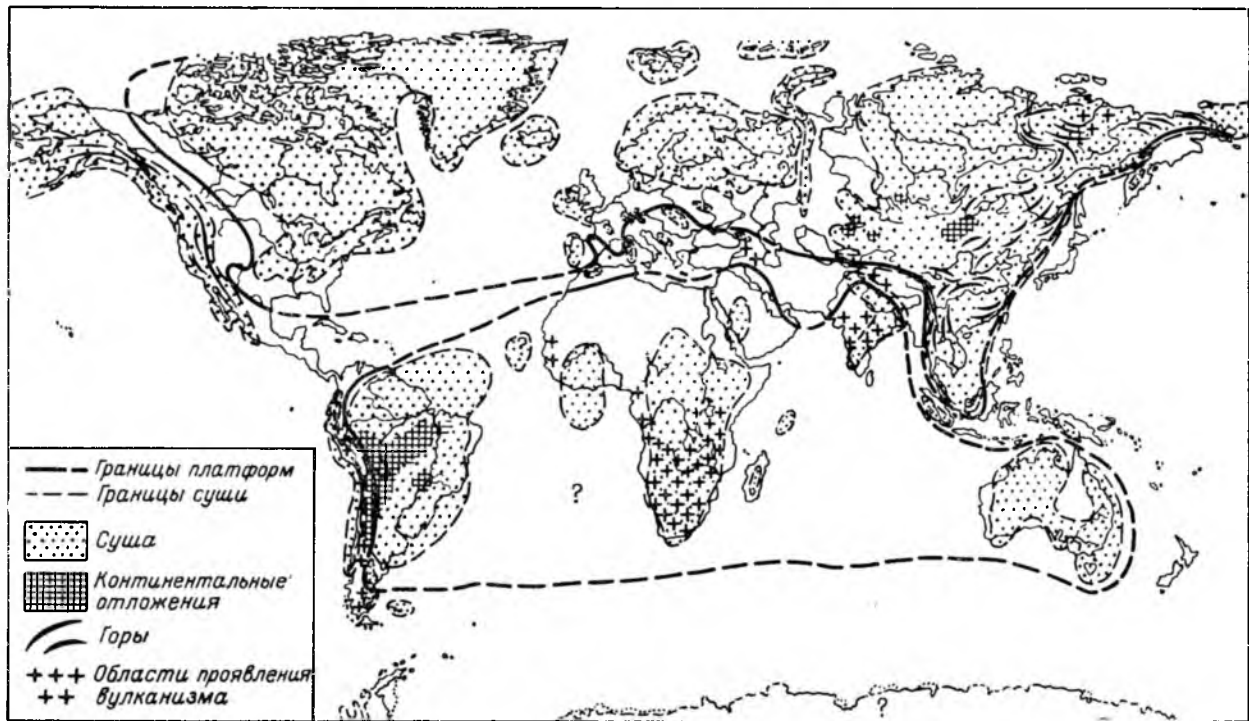 ?
Границы платформ
Границы суши
Суша
Континентальные
отложения
Горы
Области проявления
вулканизма
?